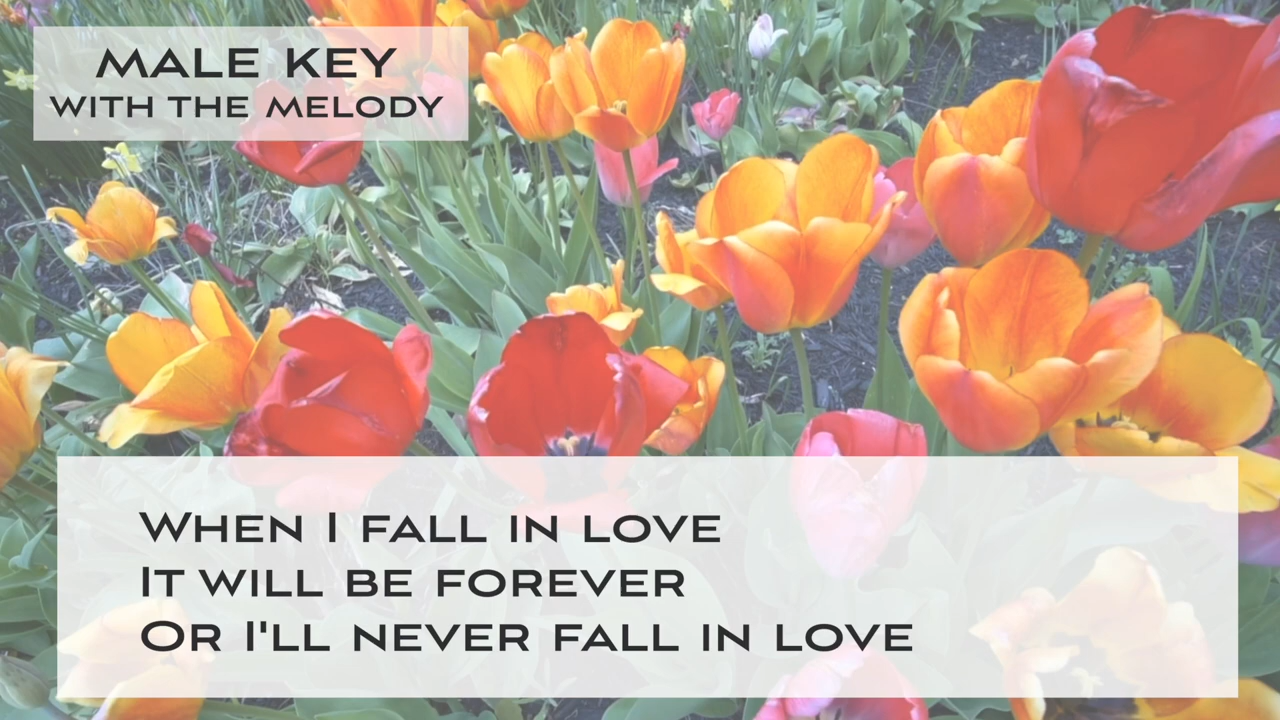 MALE KEY
WITH THE MELODY
WHEN I FALL IN LOVE
IT WILL BE FOREVER
OR I'LL NEVER FALL IN LOVE